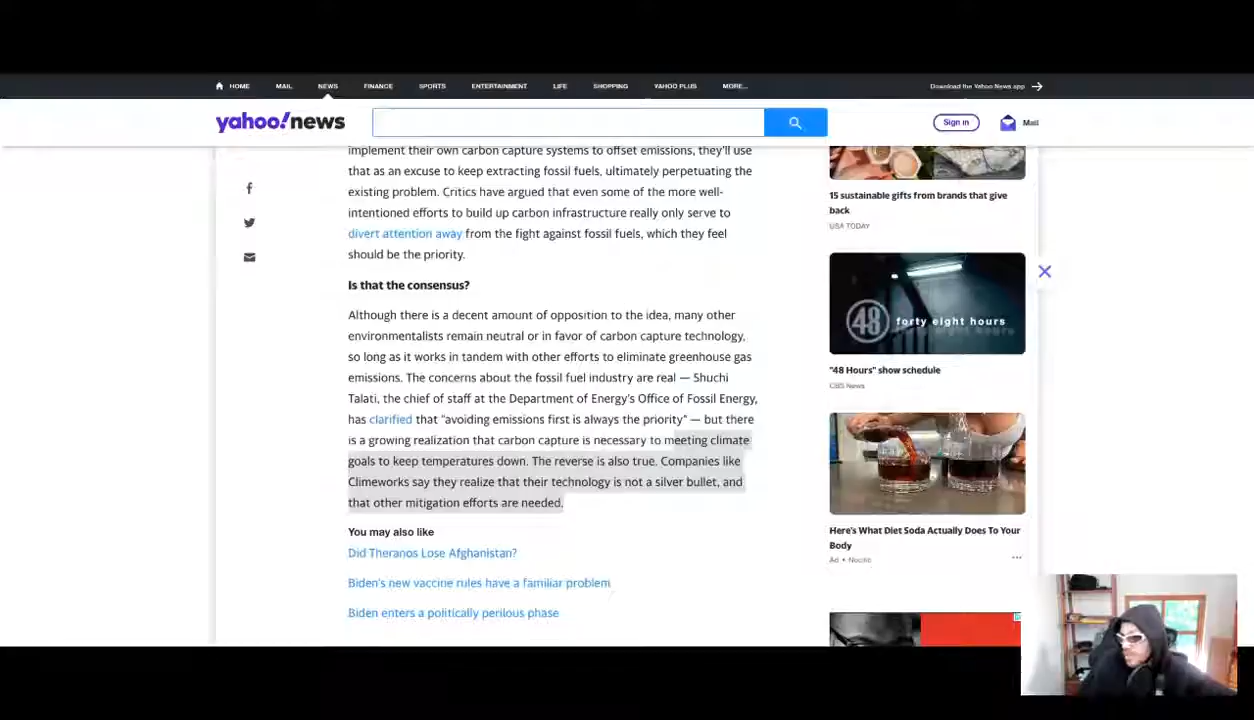 HOME MAIL NEWS FINANCE SPORTS ENTERTAINMENT LIFE SHOPPING YAHOO PLUS MORE... Download the Yahoo News app
yahoo!news Sign in Mail
implement their own carbon capture systems to offset emissions, they'll use
that as an excuse to keep extracting fossil fuels, ultimately perpetuating the
existing problem. Critics have argued that even some of the more well-
intentioned efforts to build up carbon infrastructure really only serve to
divert attention away from the fight against fossil fuels, which they feel
should be the priority.
Is that the consensus?
Although there is a decent amount of opposition to the idea, many other
environmentalists remain neutral or in favor of carbon capture technology,
so long as it works in tandem with other efforts to eliminate greenhouse gas
emissions. The concerns about the fossil fuel industry are real — Shuchi
Talati, the chief of staff at the Department of Energy's Office of Fossil Energy,
has clarified that "avoiding emissions first is always the priority" — but there
is a growing realization that carbon capture is necessary to meeting climate
goals to keep temperatures down. The reverse is also true. Companies like
Climeworks say they realize that their technology is not a silver bullet, and
that other mitigation efforts are needed.
You may also like
Did Theranos Lose Afghanistan?
Biden's new vaccine rules have a familiar problem
Biden enters a politically perilous phase
15 sustainable gifts from brands that give
back
USA TODAY
48 forty eight hours
"48 Hours" show schedule
CBS News
Here's What Diet Soda Actually Does To Your
Body
Ad • Nucific